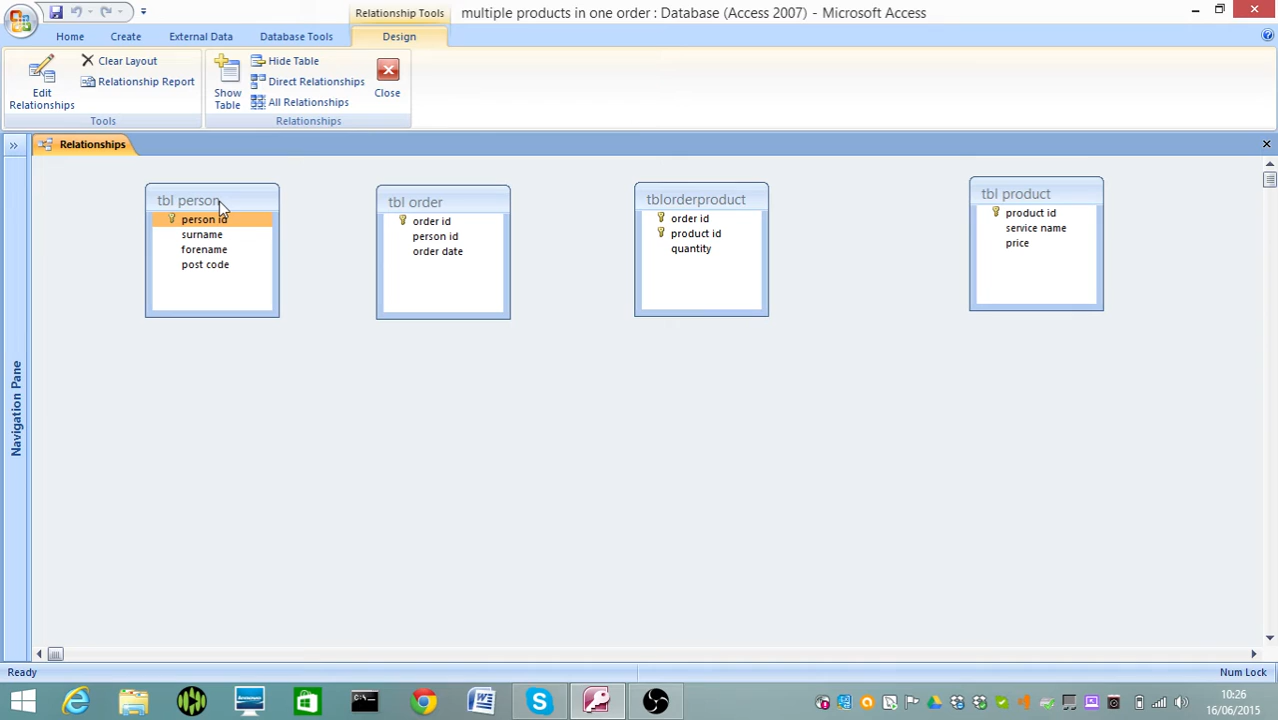 Relationship Tools
multiple products in one order : Database (Access 2007) - Microsoft Access
Home
Create
External Data
Database Tools
Design
Edit
Relationships
Clear Layout
Relationship Report
Tools
Show
Table
Hide Table
Direct Relationships
All Relationships
Close
Relationships
»
Relationships
Navigation Pane
tbl person
person id
surname
forename
post code
tbl order
order id
person id
order date
tblorderproduct
order id
product id
quantity
tbl product
product id
service name
price
Ready
Num Lock
10:26
16/06/2015